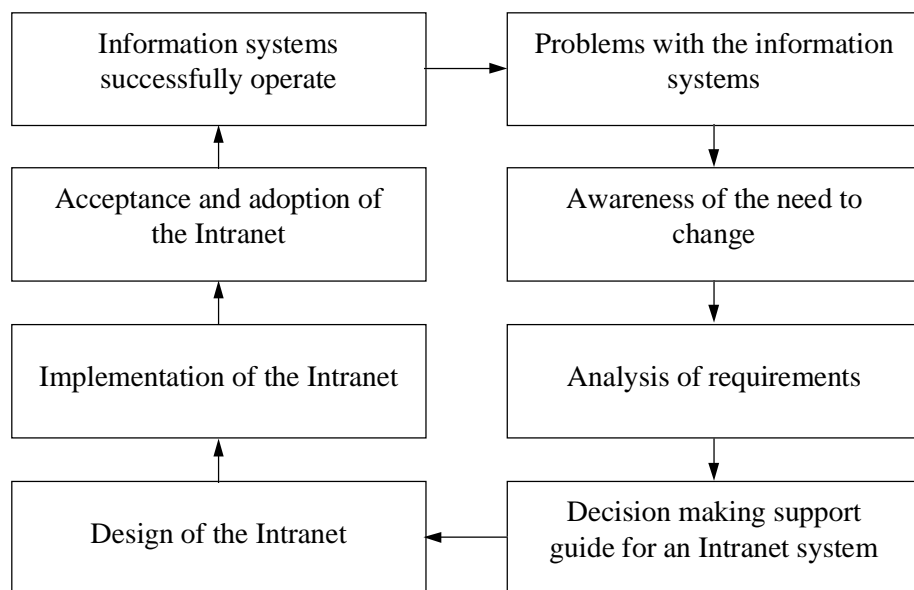 Information systems
successfully operate
Problems with the information
systems
Acceptance and adoption of
the Intranet
Awareness of the need to
change
Implementation of the Intranet
Analysis of requirements
Design of the Intranet
Decision making support
guide for an Intranet system